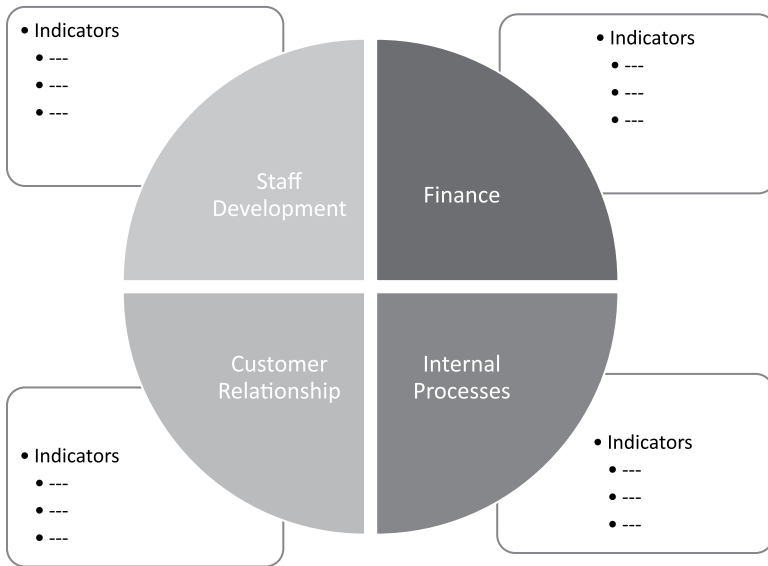 • Indicators
• ---
• ---
• ---
• Indicators
• ---
• ---
• ---
Staff
Development
Finance
Customer
Relationship
Internal
Processes
• Indicators
• ---
• ---
• ---
• Indicators
• ---
• ---
• ---